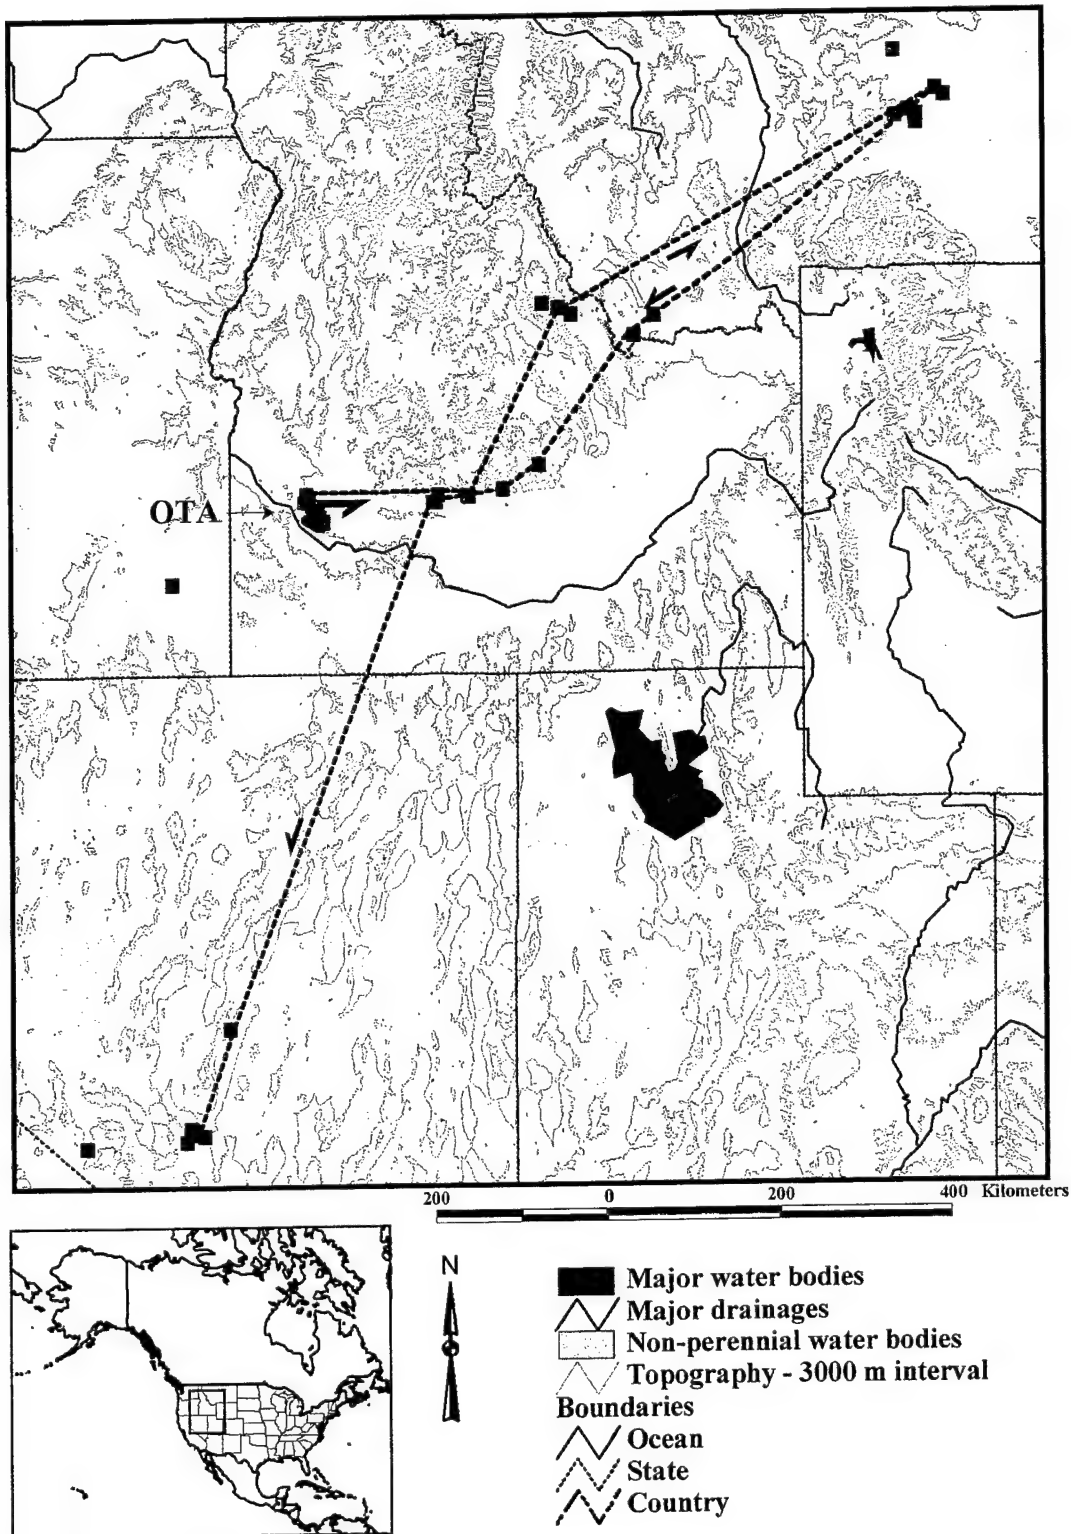 OTA
200 0 200 400 Kilometers
N
Major water bodies
Major drainages
Non-perennial water bodies
Topography - 3000 m interval
Boundaries
Ocean
State
Country